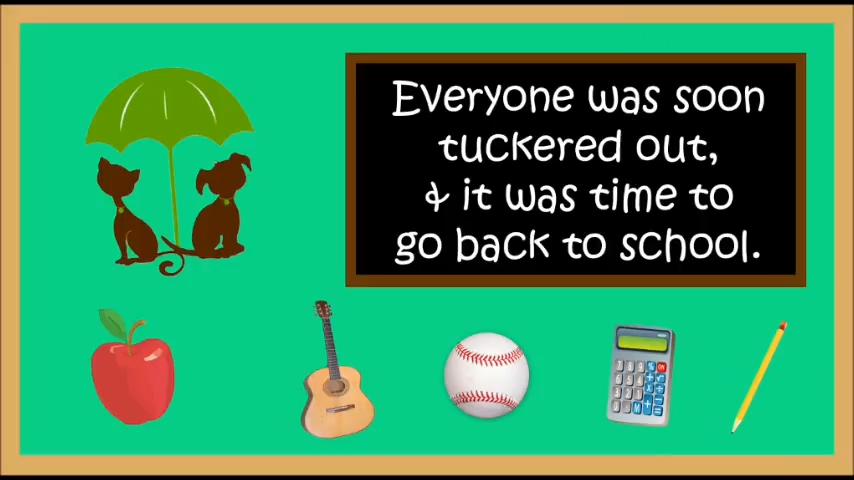 Everyone was soon
tuckered out,
& it was time to
go back to school.